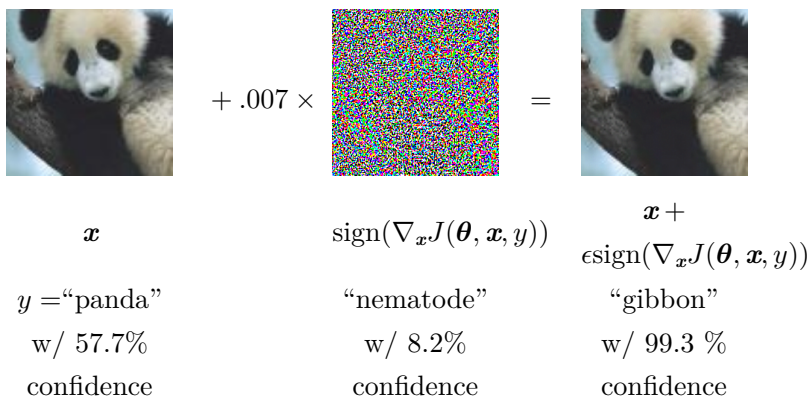 + .007 × =
x sign(∇ₓJ(θ, x, y)) x +
ϵsign(∇ₓJ(θ, x, y))
y =“panda” “nematode” “gibbon”
w/ 57.7% w/ 8.2% w/ 99.3 %
confidence confidence confidence